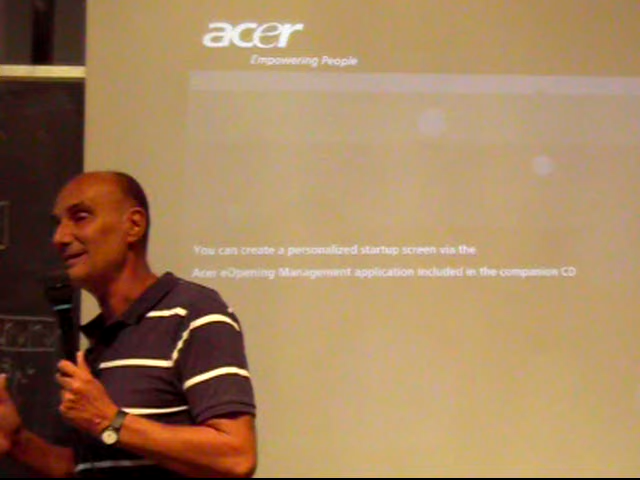 acer
Empowering People
You can create a personalized startup screen via the
Acer eOpening Management application included in the companion CD